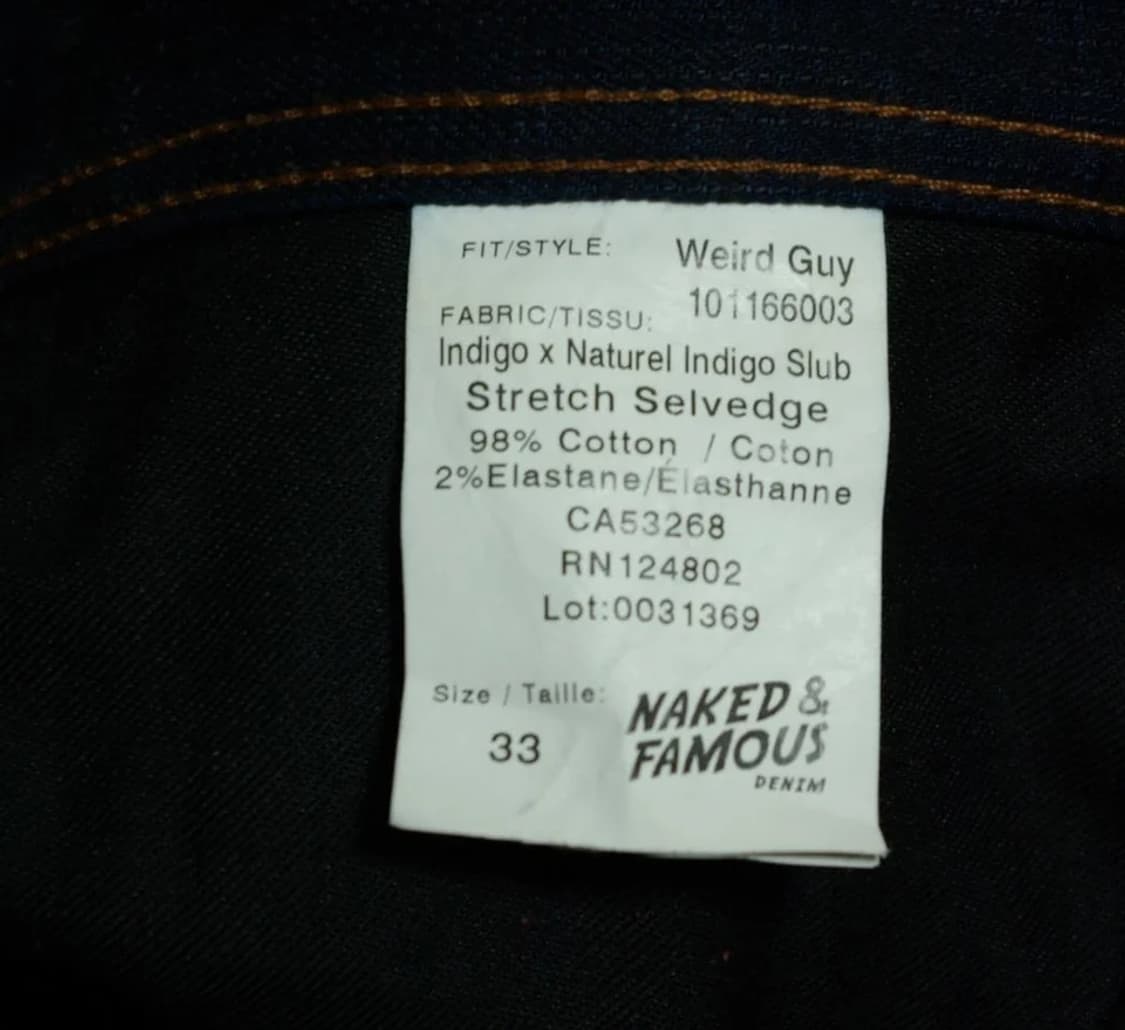 FIT/STYLE: Weird Guy
101166003
FABRIC/TISSU:
Indigo x Naturel Indigo Slub
Stretch Selvedge
98% Cotton / Coton
2%Elastane/Élasthanne
CA53268
RN124802
Lot:0031369
Size / Taille:
33
NAKED &
FAMOUS
DENIM